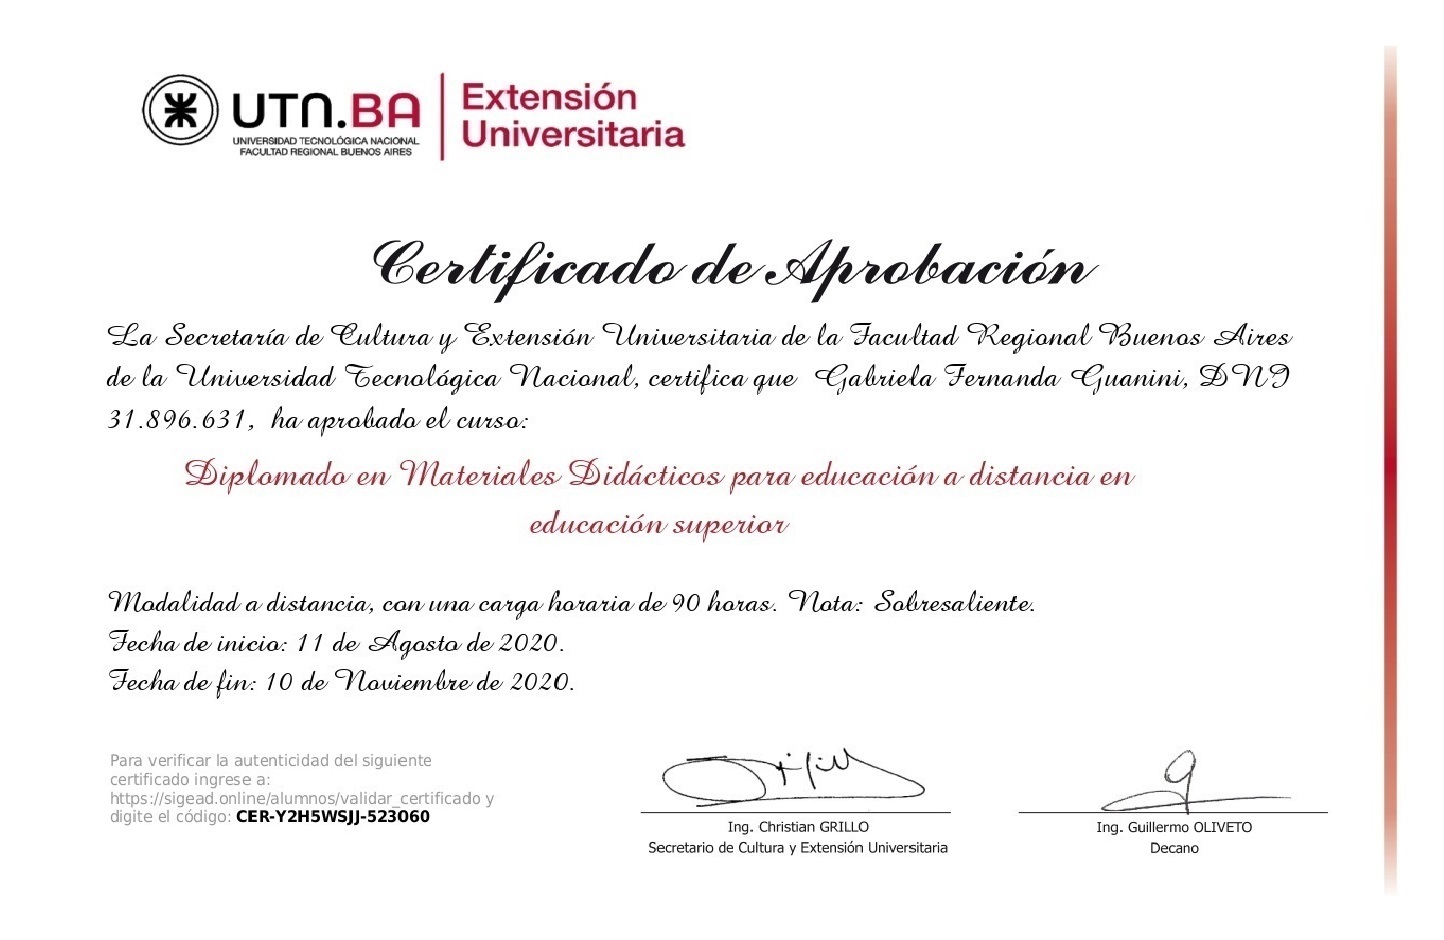 UTN.BA
UNIVERSIDAD TECNOLÓGICA NACIONAL
FACULTAD REGIONAL BUENOS AIRES
Extensión
Universitaria
Certificado de Aprobación
La Secretaría de Cultura y Extensión Universitaria de la Facultad Regional Buenos Aires
de la Universidad Tecnológica Nacional, certifica que Gabriela Fernanda Guanini, DNI
31.896.631, ha aprobado el curso:
Diplomado en Materiales Didácticos para educación a distancia en
educación superior
Modalidad a distancia, con una carga horaria de 90 horas. Nota: Sobresaliente.
Fecha de inicio: 11 de Agosto de 2020.
Fecha de fin: 10 de Noviembre de 2020.
Para verificar la autenticidad del siguiente
certificado ingrese a:
https://sigead.online/alumnos/validar_certificado y
digite el código: CER-Y2H5WSJJ-523060
Ing. Christian GRILLO
Secretario de Cultura y Extensión Universitaria
Ing. Guillermo OLIVETO
Decano